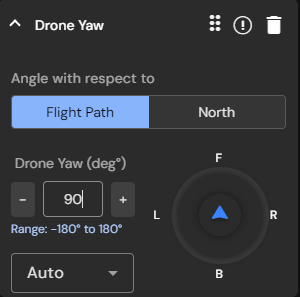 Drone Yaw
Angle with respect to
Flight Path North
Drone Yaw (deg°)
- 90 +
Range: -180° to 180°
Auto
F
L R
B